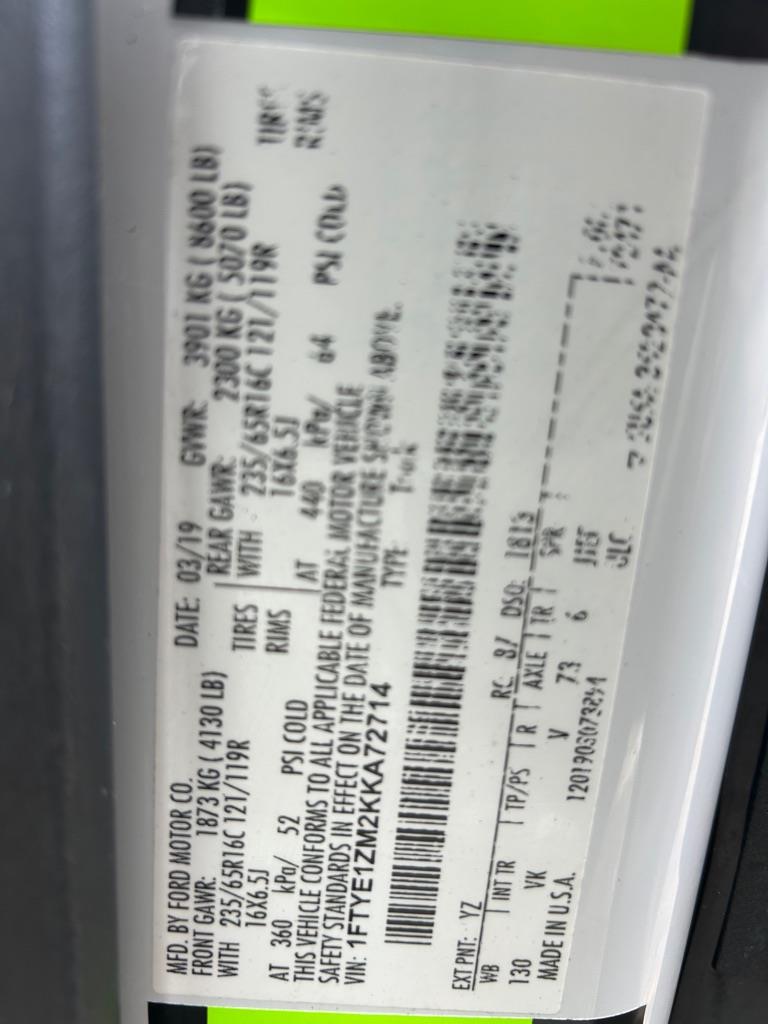 MFD. BY FORD MOTOR CO. DATE: 03/19 GVWR: 3901 KG ( 8600 LB)
FRONT GAWR: 1873 KG ( 4130 LB) REAR GAWR: 2300 KG ( 5070 LB)
WITH 235/65R16C 121/119R TIRES WITH 235/65R16C 121/119R TIRES
16X6.5J RIMS 16X6.5J RIMS
AT 360 kPa/ 52 PSI COLD AT 440 kPa/ 64 PSI COLD
THIS VEHICLE CONFORMS TO ALL APPLICABLE FEDERAL MOTOR VEHICLE
SAFETY STANDARDS IN EFFECT ON THE DATE OF MANUFACTURE SHOWN ABOVE.
VIN: 1FTYE1ZM2KKA72714 TYPE Truck
EXT PNT: YZ RC: 87 DSO: 1813
WB INT TR TP/PS R AXLE TR SPR
130 VK V 73 6
MADE IN U.S.A.